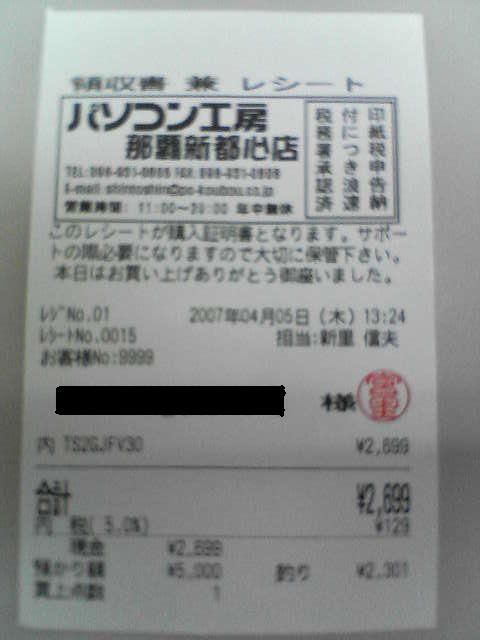 領収書 兼 レシート
パソコン工房
那覇新都心店
営業時間: 11:00～20:00 年中無休
印紙税申告納
付につき浪速
税務署承認済
このレシートが購入証明書となります。サポー
トの際必要になりますので大切に保管下さい。
本日はお買い上げありがとう御座いました。
ﾚｼﾞNo.01 2007年04月05日(木) 13:24
ﾚｼｰﾄNo.0015 担当:新里 信夫
お客様No:9999
様
内 TS2GJFV30 ¥2,699
合計 ¥2,699
内 税( 5.0%) ¥129
現金 ¥2,699
預かり額 ¥5,000 釣り ¥2,301
買上点数 1